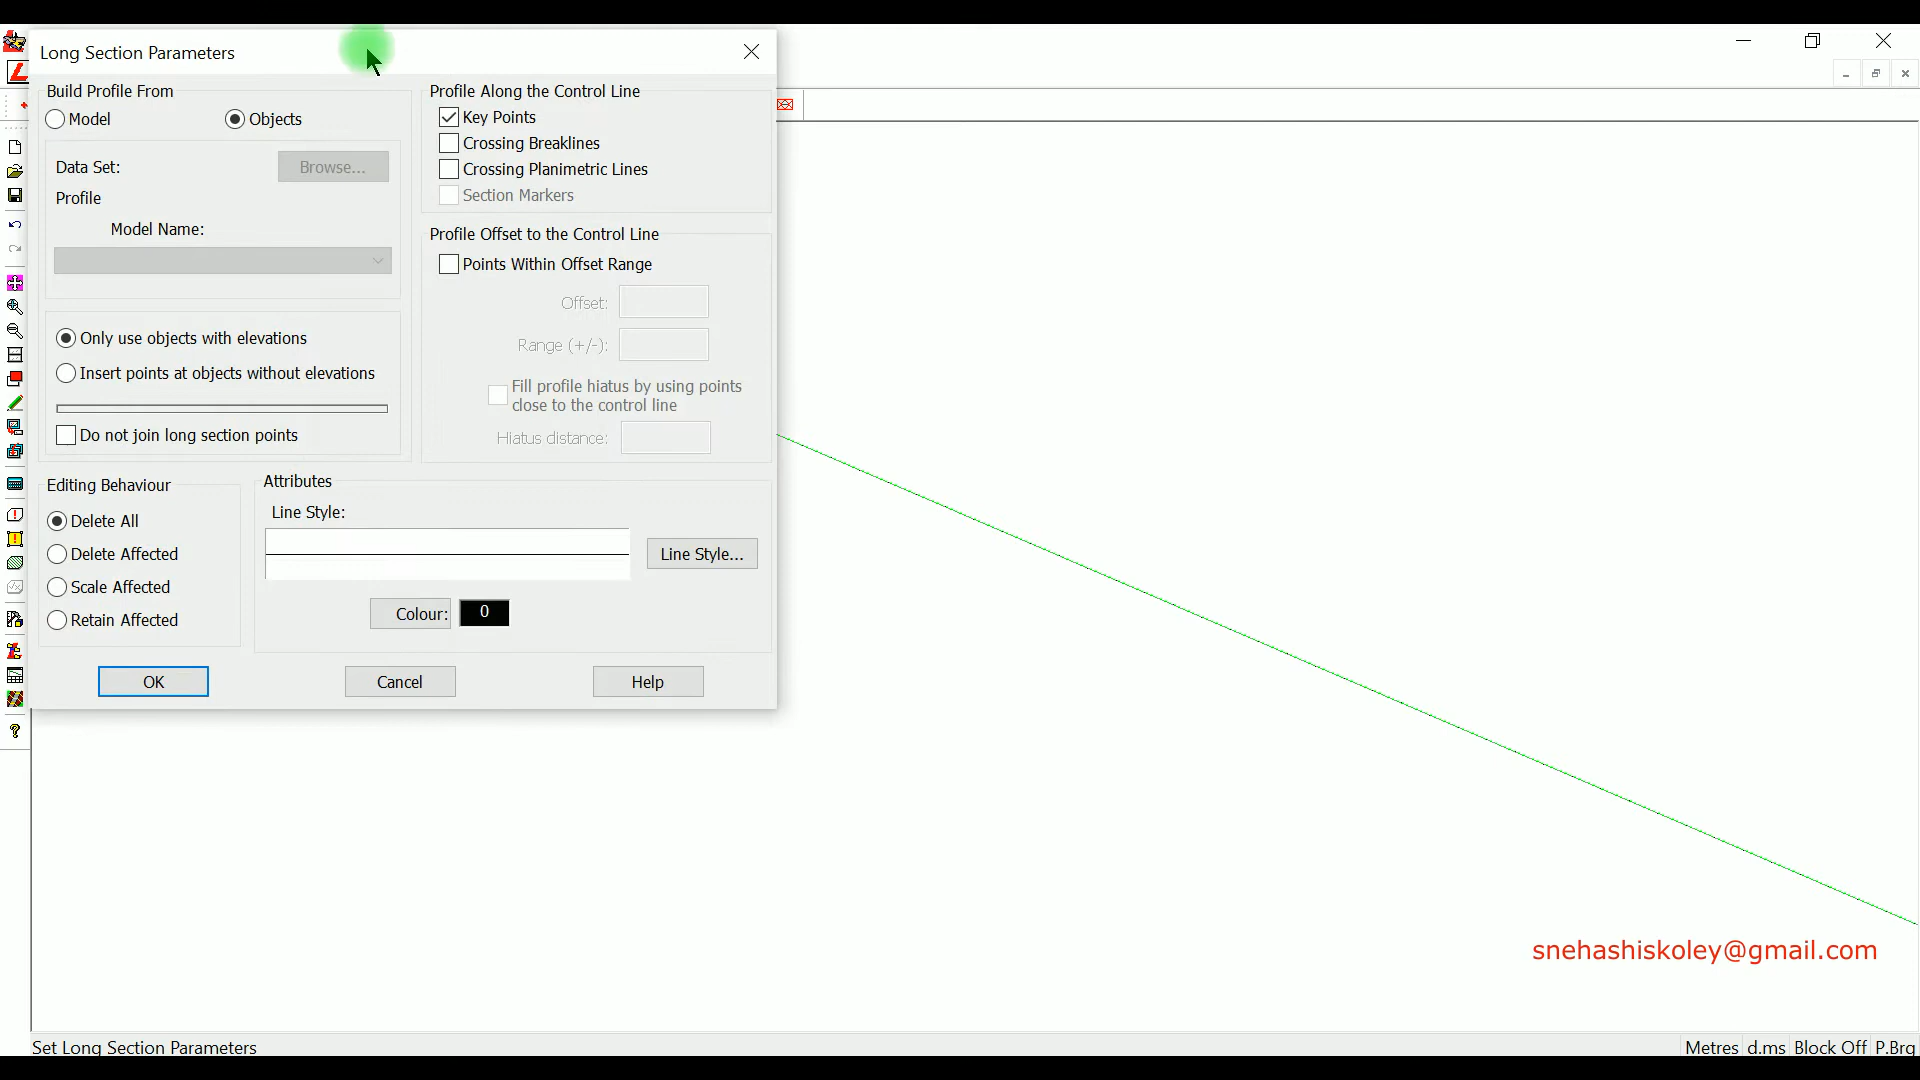 Long Section Parameters
Build Profile From
Model
Objects
Data Set:
Browse...
Profile
Model Name:
Only use objects with elevations
Insert points at objects without elevations
Do not join long section points
Profile Along the Control Line
Key Points
Crossing Breaklines
Crossing Planimetric Lines
Section Markers
Profile Offset to the Control Line
Points Within Offset Range
Offset:
Range (+/-):
Fill profile hiatus by using points
close to the control line
Hiatus distance:
Editing Behaviour
Delete All
Delete Affected
Scale Affected
Retain Affected
Attributes
Line Style:
Line Style...
Colour:
0
OK
Cancel
Help
snehashiskoley@gmail.com
Set Long Section Parameters
Metres d.ms Block Off P.Brg